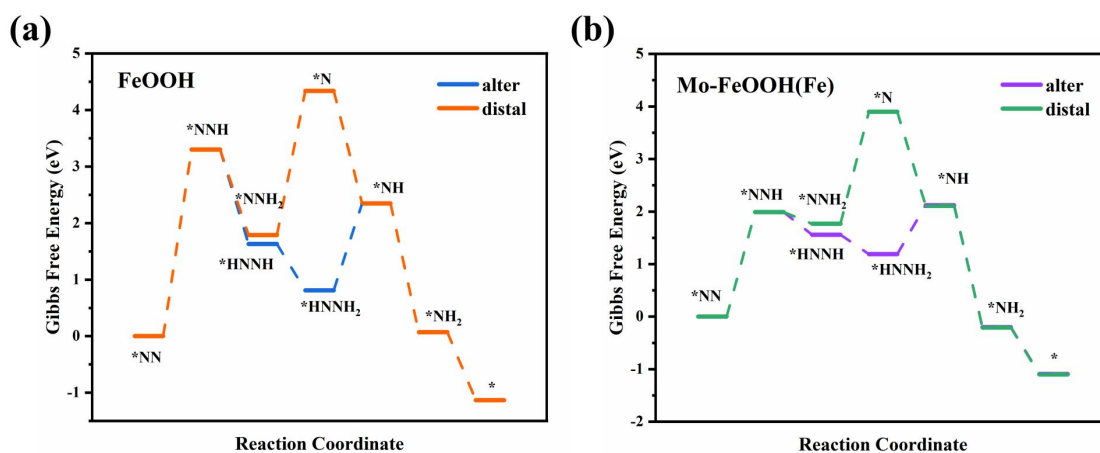 (a)
FeOOH
alter
distal
Gibbs Free Energy (eV)
5
4
3
2
1
0
-1
*NN
*NNH
*NNH₂
*HNNH
*N
*HNNH₂
*NH
*NH₂
*
Reaction Coordinate
(b)
Mo-FeOOH(Fe)
alter
distal
Gibbs Free Energy (eV)
5
4
3
2
1
0
-1
-2
*NN
*NNH
*NNH₂
*HNNH
*N
*HNNH₂
*NH
*NH₂
*
Reaction Coordinate